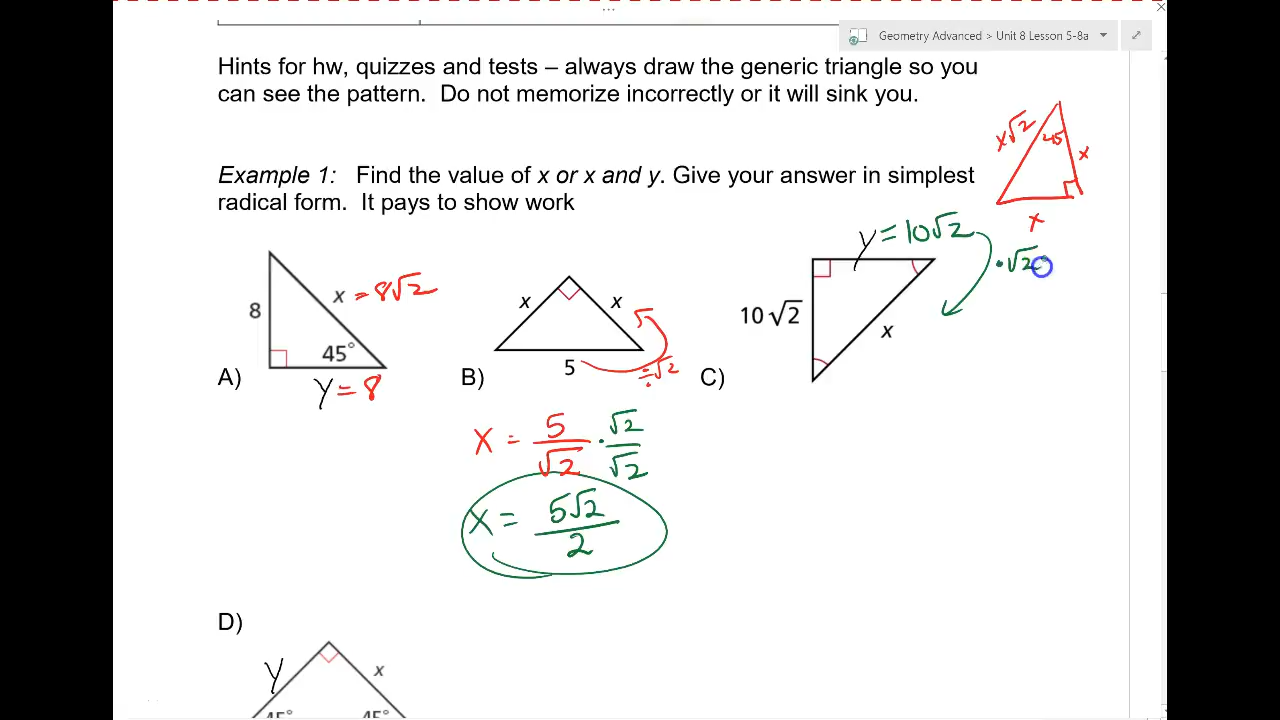 Geometry Advanced > Unit 8 Lesson 5-8a
Hints for hw, quizzes and tests – always draw the generic triangle so you
can see the pattern. Do not memorize incorrectly or it will sink you.
Example 1: Find the value of x or x and y. Give your answer in simplest
radical form. It pays to show work
x√2
45
x
x
8
x = 8√2
45°
y = 8
A)
x
x
5
÷√2
B)
x = 5/√2 · √2/√2
x = 5√2/2
y = 10√2
·√2
10√2
x
C)
D)
y
x
45°
45°